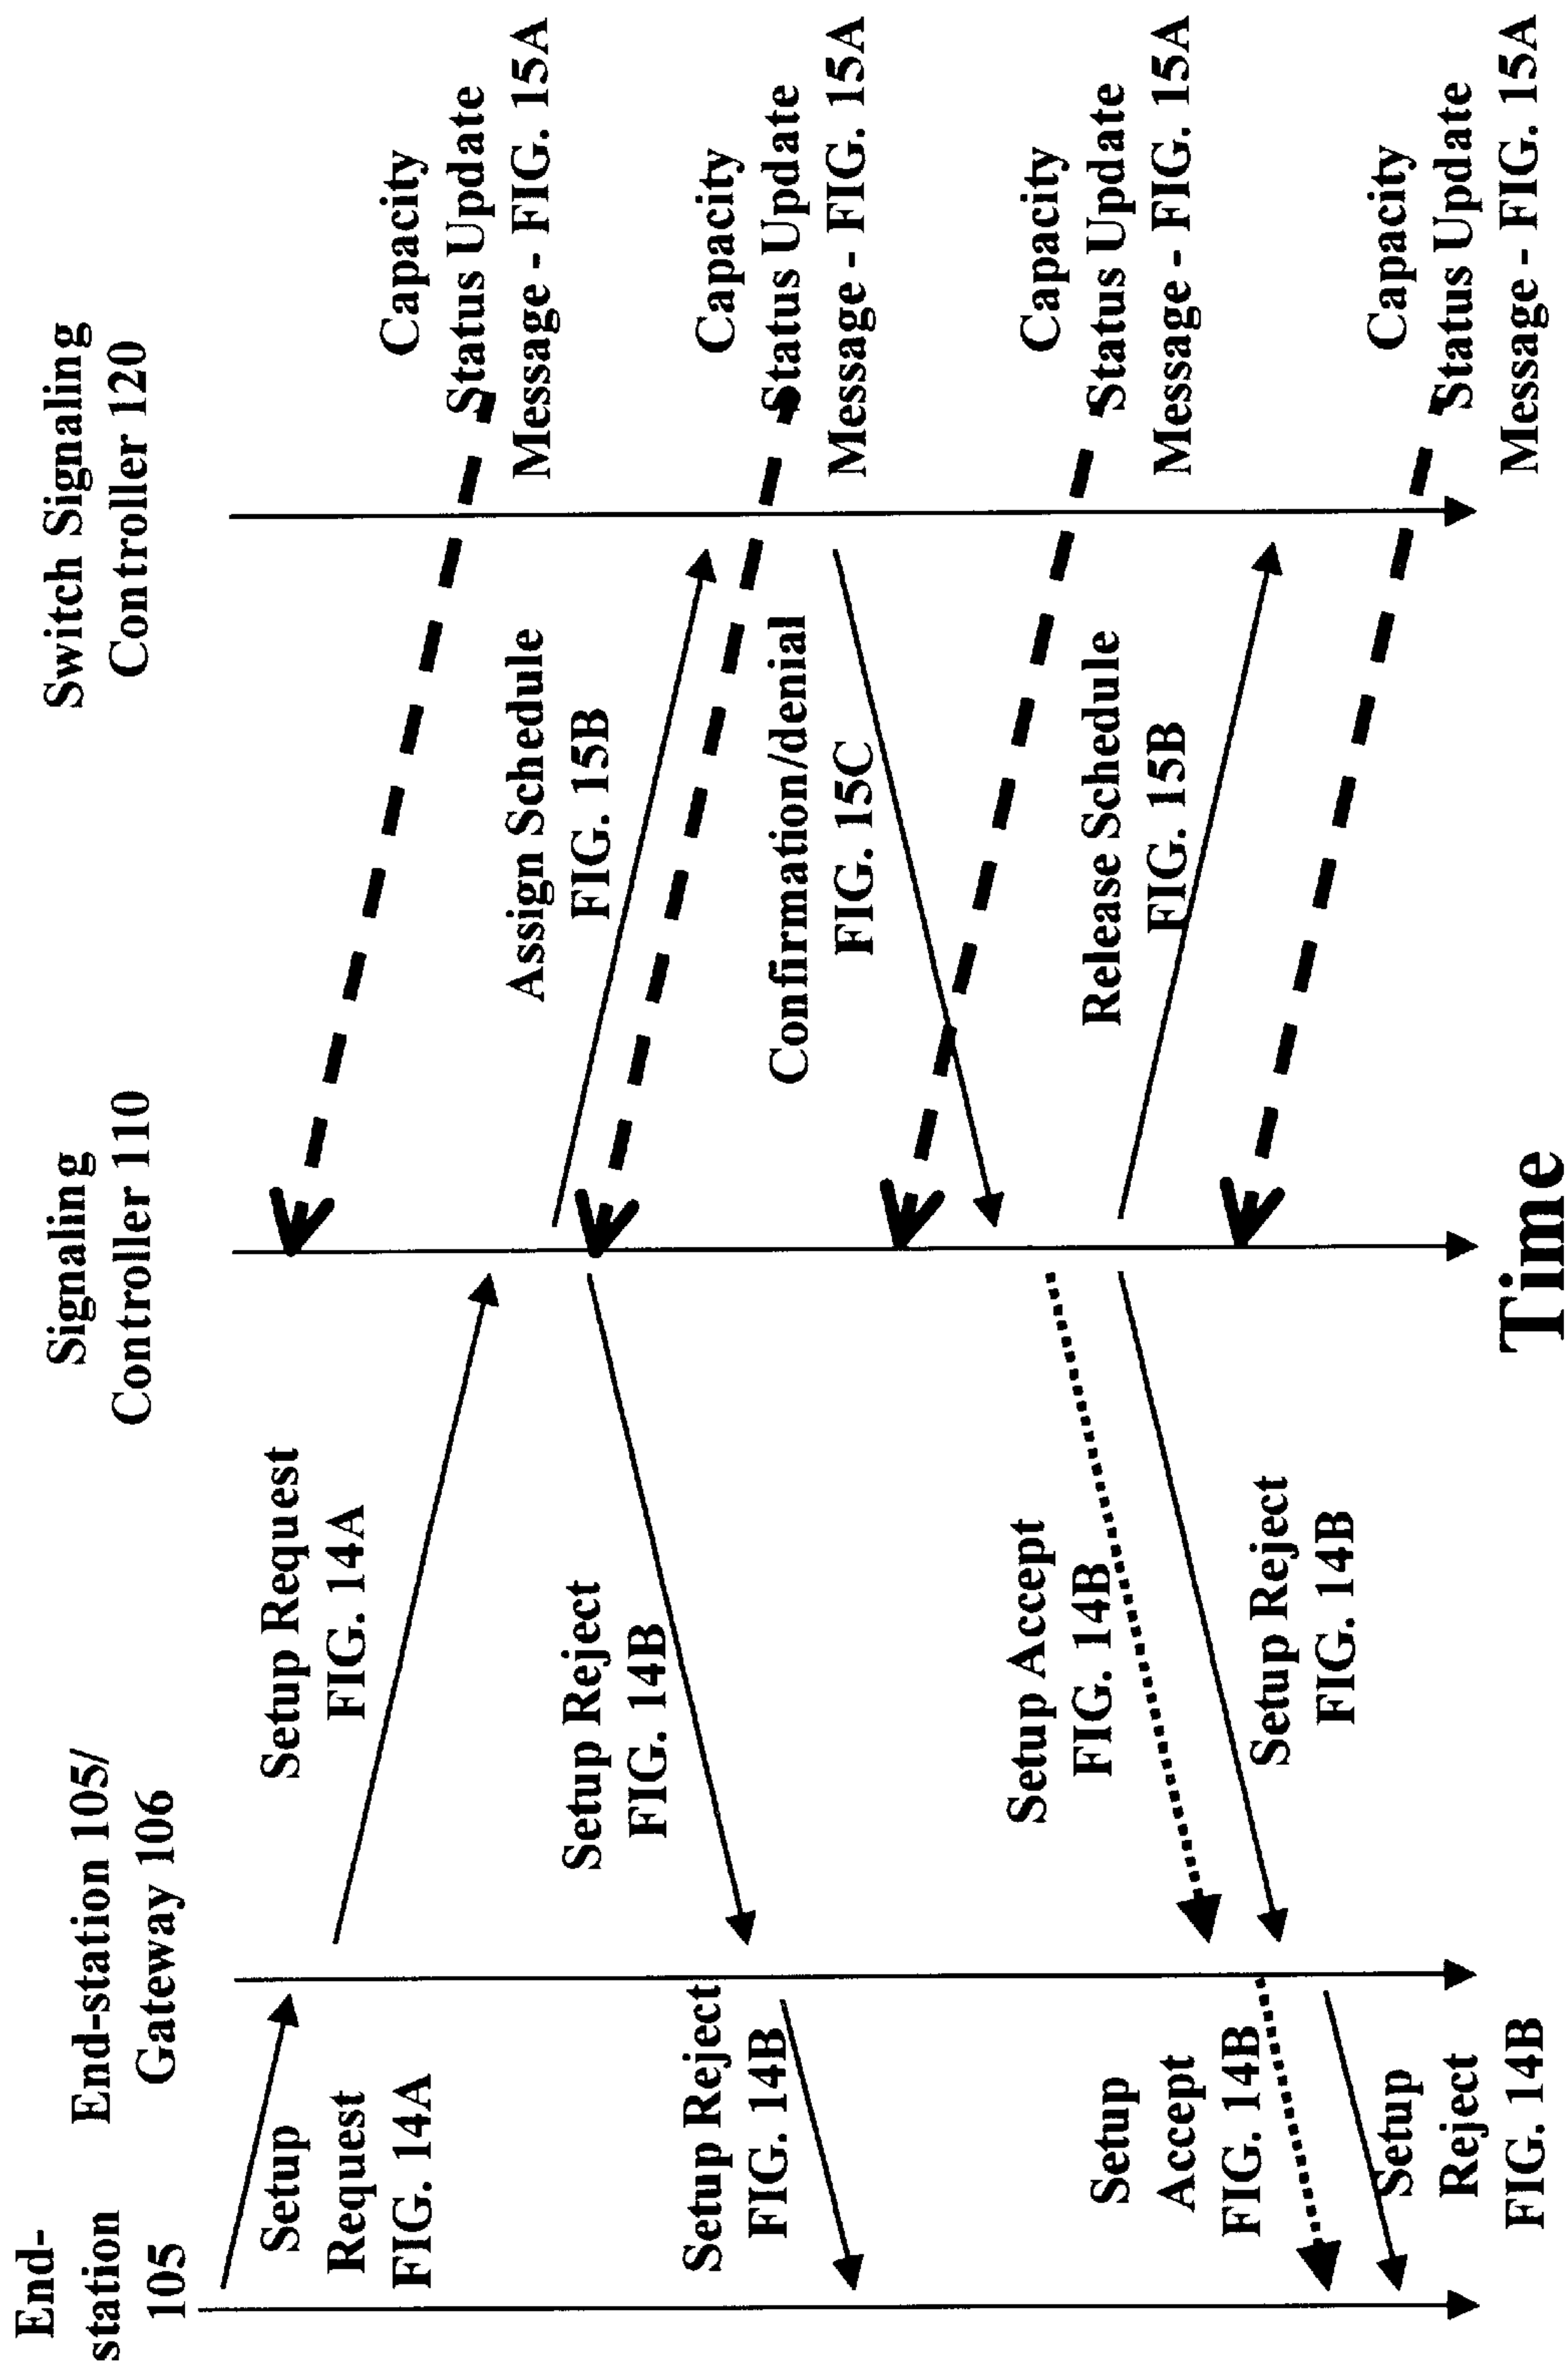 End-
station
105
End-station 105/
Gateway 106
Signaling
Controller 110
Switch Signaling
Controller 120
Setup
Request
FIG. 14A
Setup Request
FIG. 14A
Capacity
Status Update
Message - FIG. 15A
Setup Reject
FIG. 14B
Setup Reject
FIG. 14B
Assign Schedule
FIG. 15B
Capacity
Status Update
Message - FIG. 15A
Confirmation/denial
FIG. 15C
Capacity
Status Update
Message - FIG. 15A
Setup
Accept
FIG. 14B
Setup Accept
FIG. 14B
Release Schedule
FIG. 15B
Setup
Reject
FIG. 14B
Setup Reject
FIG. 14B
Capacity
Status Update
Message - FIG. 15A
Time